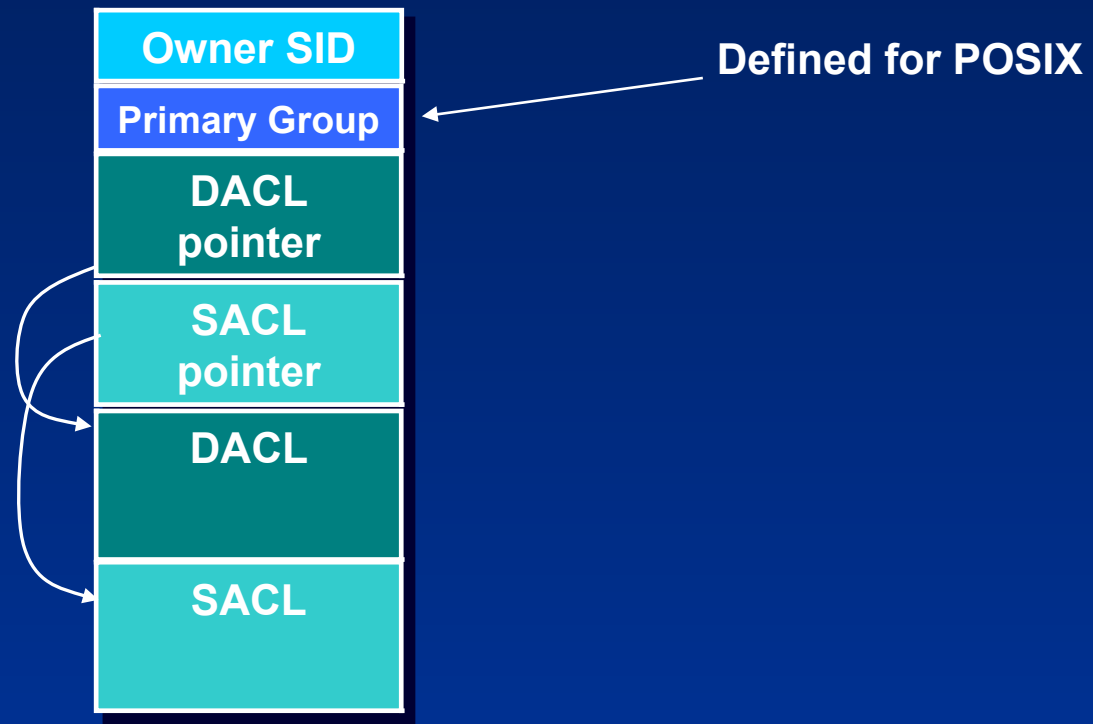 Owner SID
Defined for POSIX
Primary Group
DACL
pointer
SACL
pointer
DACL
SACL